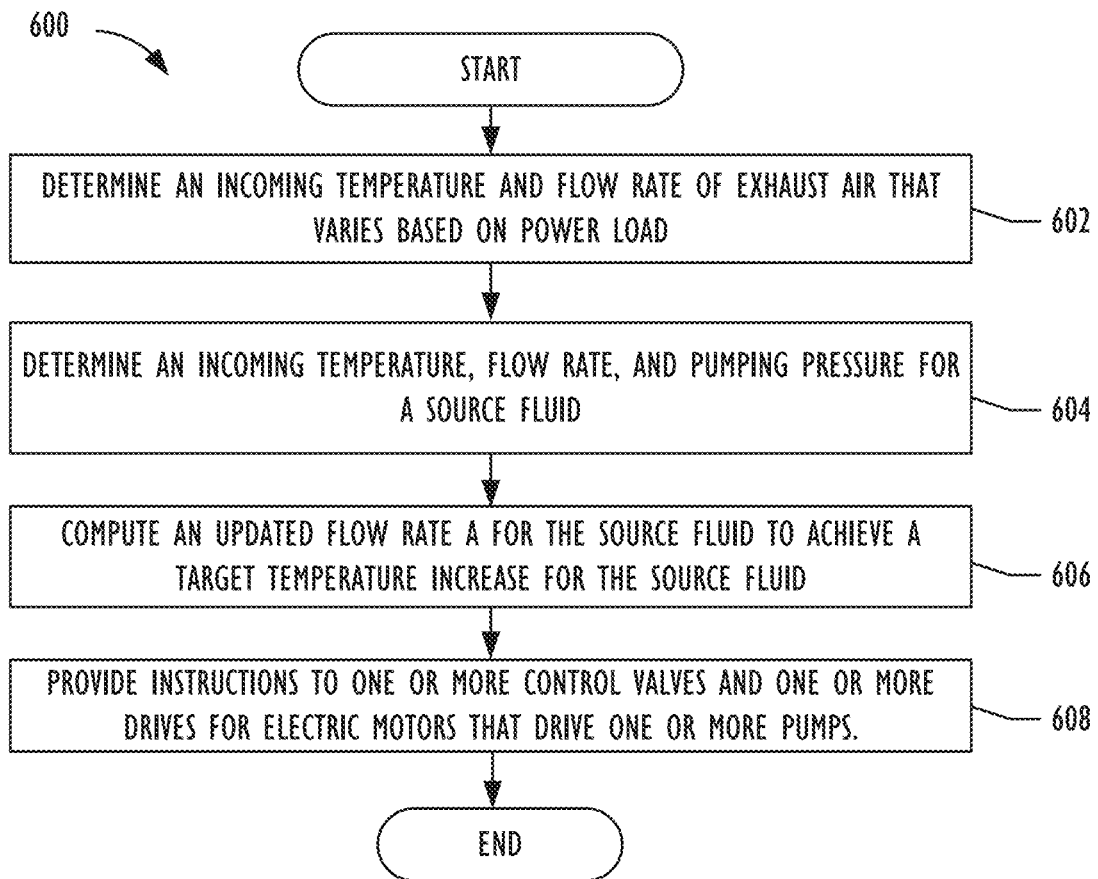 600
START
DETERMINE AN INCOMING TEMPERATURE AND FLOW RATE OF EXHAUST AIR THAT
VARIES BASED ON POWER LOAD
602
DETERMINE AN INCOMING TEMPERATURE, FLOW RATE, AND PUMPING PRESSURE FOR
A SOURCE FLUID
604
COMPUTE AN UPDATED FLOW RATE A FOR THE SOURCE FLUID TO ACHIEVE A
TARGET TEMPERATURE INCREASE FOR THE SOURCE FLUID
606
PROVIDE INSTRUCTIONS TO ONE OR MORE CONTROL VALVES AND ONE OR MORE
DRIVES FOR ELECTRIC MOTORS THAT DRIVE ONE OR MORE PUMPS.
608
END